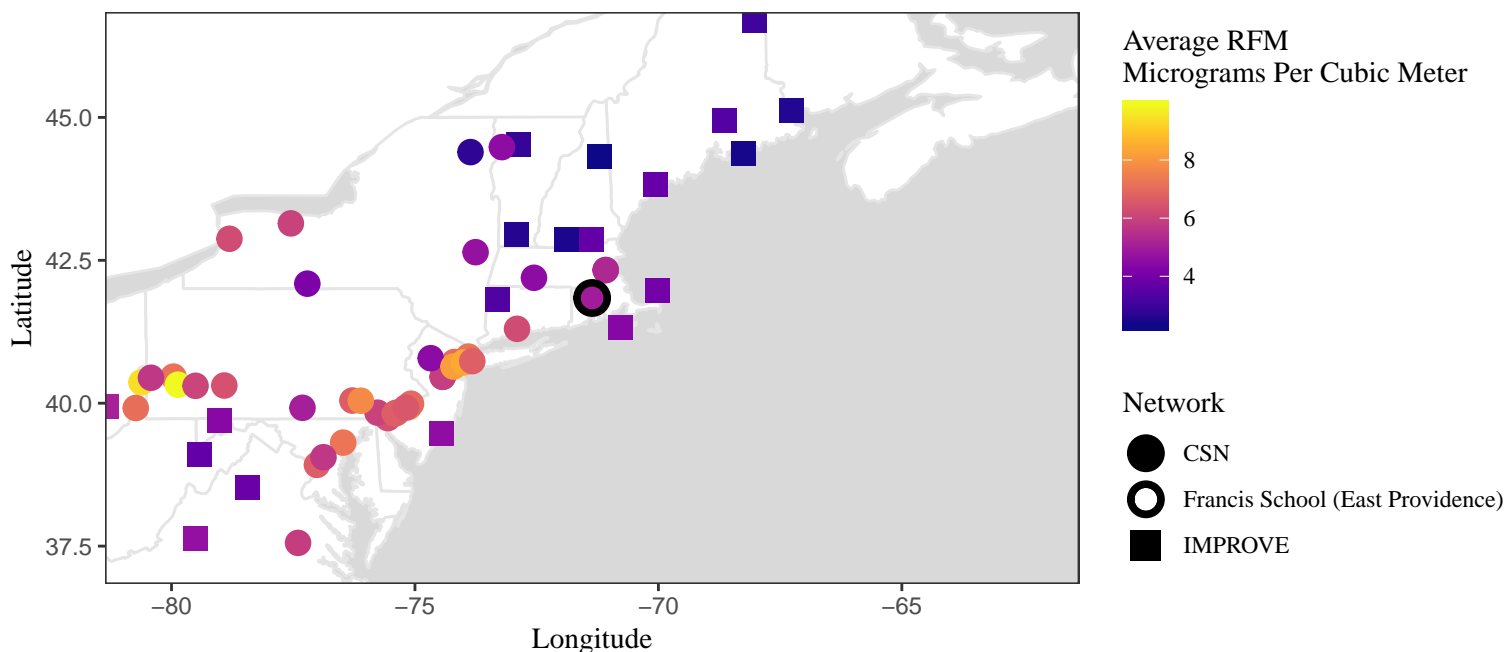 Average RFM
Micrograms Per Cubic Meter
8
6
4
Network
CSN
Francis School (East Providence)
IMPROVE
Latitude
45.0
42.5
40.0
37.5
−80
−75
−70
−65
Longitude